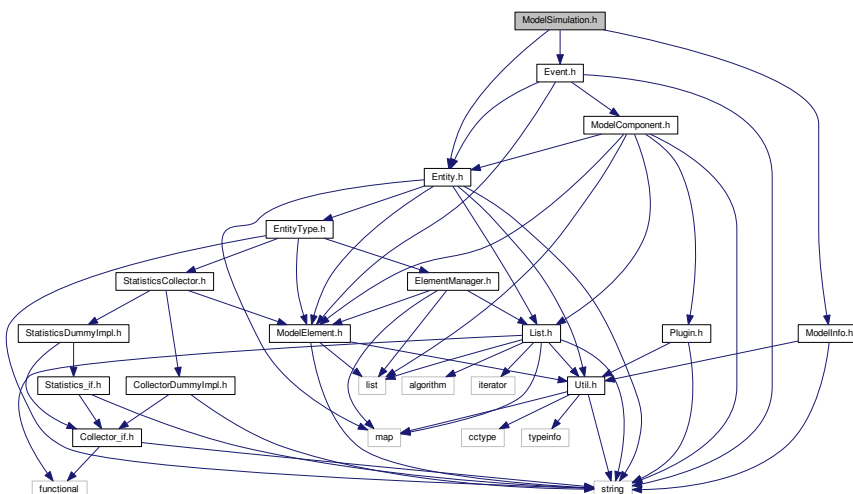 ModelSimulation.h
Event.h
ModelComponent.h
Entity.h
EntityType.h
StatisticsCollector.h
ElementManager.h
StatisticsDummyImpl.h
ModelElement.h
List.h
Plugin.h
ModelInfo.h
Statistics_if.h
CollectorDummyImpl.h
list
algorithm
iterator
Util.h
Collector_if.h
map
cctype
typeinfo
functional
string